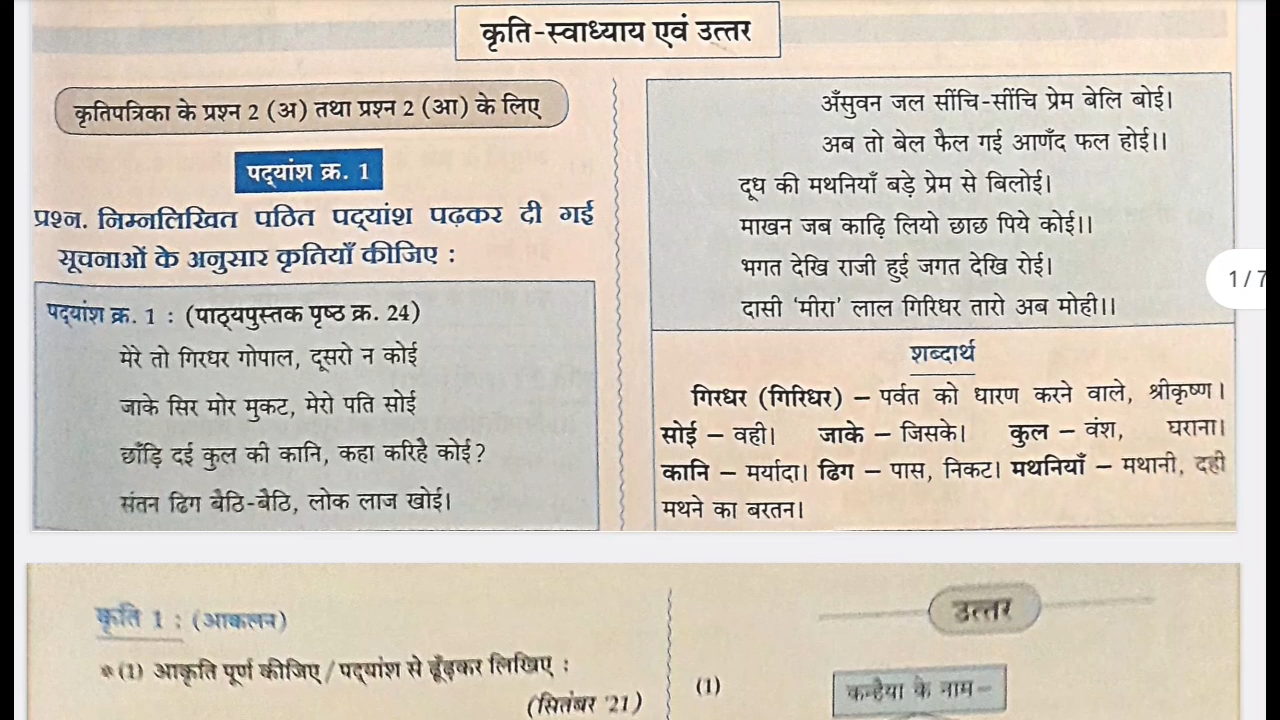 कृति-स्वाध्याय एवं उत्तर
कृतिपत्रिका के प्रश्न 2 (अ) तथा प्रश्न 2 (आ) के लिए
पद्यांश क्र. 1
प्रश्न. निम्नलिखित पठित पद्यांश पढ़कर दी गई
सूचनाओं के अनुसार कृतियाँ कीजिए :
पद्यांश क्र. 1 : (पाठ्यपुस्तक पृष्ठ क्र. 24)
मेरे तो गिरधर गोपाल, दूसरो न कोई
जाके सिर मोर मुकट, मेरो पति सोई
छाँड़ि दई कुल की कानि, कहा करिहै कोई?
संतन ढिग बैठि-बैठि, लोक लाज खोई।
अँसुवन जल सींचि-सींचि प्रेम बेलि बोई।
अब तो बेल फैल गई आणँद फल होई।।
दूध की मथनियाँ बड़े प्रेम से बिलोई।
माखन जब काढ़ि लियो छाछ पिये कोई।।
भगत देखि राजी हुई जगत देखि रोई।
दासी ‘मीरा’ लाल गिरिधर तारो अब मोही।।
शब्दार्थ
गिरधर (गिरिधर) – पर्वत को धारण करने वाले, श्रीकृष्ण।
सोई – वही। जाके – जिसके। कुल – वंश, घराना।
कानि – मर्यादा। ढिग – पास, निकट। मथनियाँ – मथानी, दही
मथने का बरतन।
1/7
कृति 1 : (आकलन)
*(1) आकृति पूर्ण कीजिए / पद्यांश से ढूँढ़कर लिखिए :
(सितंबर '21)
उत्तर
(1) कन्हैया के नाम–